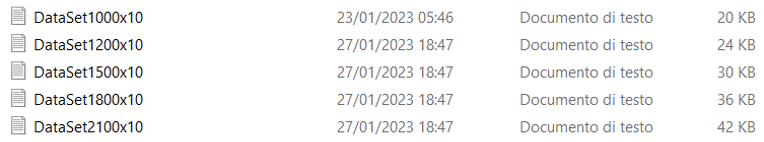 DataSet1000x10 23/01/2023 05:46 Documento di testo 20 KB
DataSet1200x10 27/01/2023 18:47 Documento di testo 24 KB
DataSet1500x10 27/01/2023 18:47 Documento di testo 30 KB
DataSet1800x10 27/01/2023 18:47 Documento di testo 36 KB
DataSet2100x10 27/01/2023 18:47 Documento di testo 42 KB